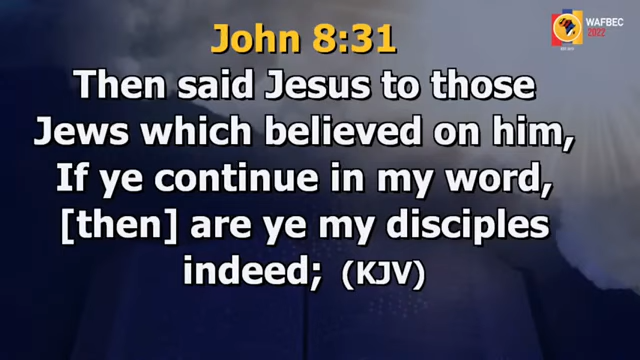 John 8:31
WAFBEC
2022
Then said Jesus to those
Jews which believed on him,
If ye continue in my word,
[then] are ye my disciples
indeed; (KJV)